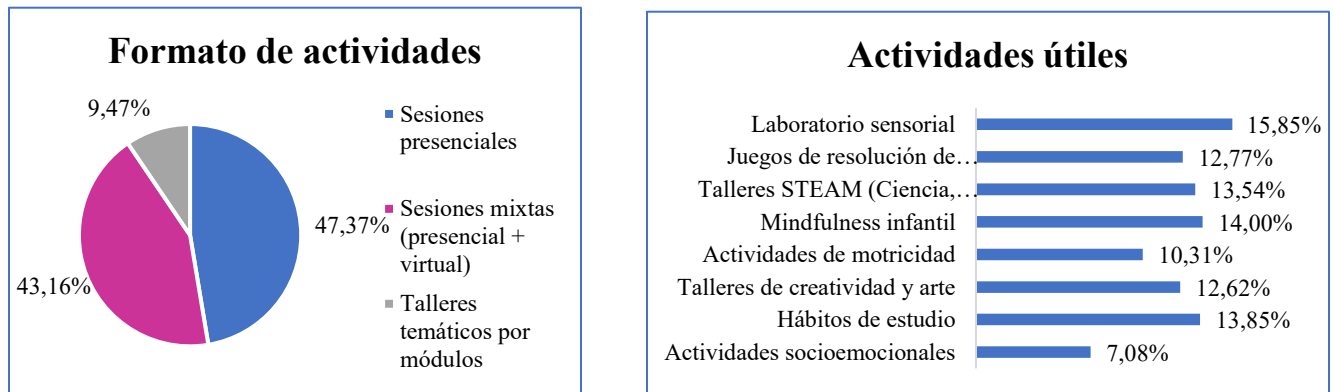 Formato de actividades
9,47%
47,37%
43,16%
Sesiones
presenciales
Sesiones mixtas
(presencial +
virtual)
Talleres
temáticos por
módulos
Actividades útiles
Laboratorio sensorial 15,85%
Juegos de resolución de… 12,77%
Talleres STEAM (Ciencia,… 13,54%
Mindfulness infantil 14,00%
Actividades de motricidad 10,31%
Talleres de creatividad y arte 12,62%
Hábitos de estudio 13,85%
Actividades socioemocionales 7,08%